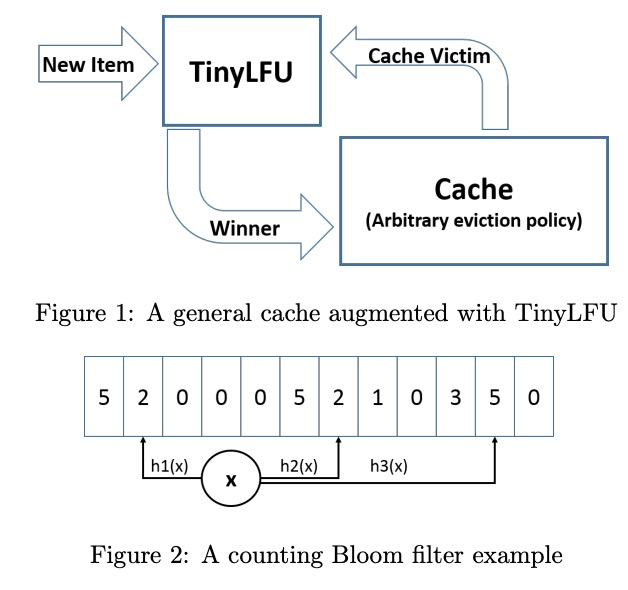 New Item
TinyLFU
Cache Victim
Cache
(Arbitrary eviction policy)
Winner
Figure 1: A general cache augmented with TinyLFU
5 2 0 0 0 5 2 1 0 3 5 0
h1(x) h2(x) h3(x)
x
Figure 2: A counting Bloom filter example